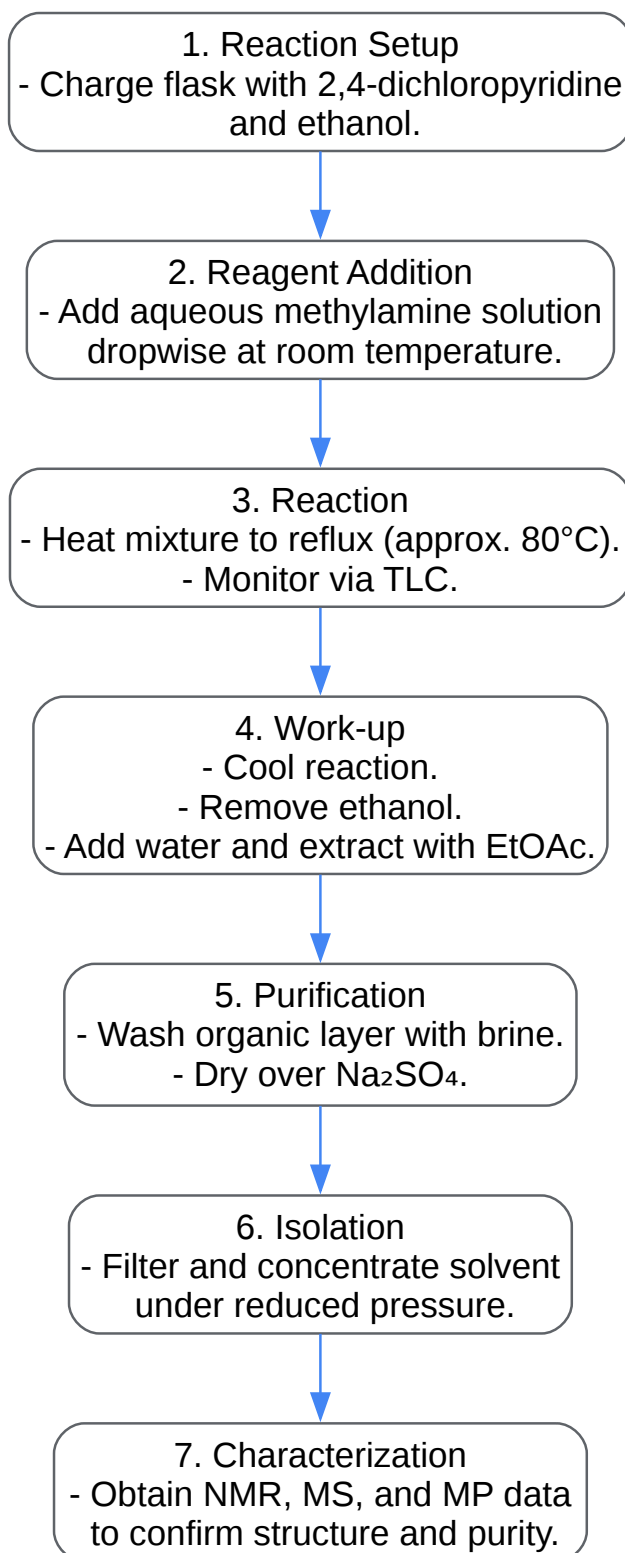 1. Reaction Setup
- Charge flask with 2,4-dichloropyridine
and ethanol.
2. Reagent Addition
- Add aqueous methylamine solution
dropwise at room temperature.
3. Reaction
- Heat mixture to reflux (approx. 80°C).
- Monitor via TLC.
4. Work-up
- Cool reaction.
- Remove ethanol.
- Add water and extract with EtOAc.
5. Purification
- Wash organic layer with brine.
- Dry over Na₂SO₄.
6. Isolation
- Filter and concentrate solvent
under reduced pressure.
7. Characterization
- Obtain NMR, MS, and MP data
to confirm structure and purity.